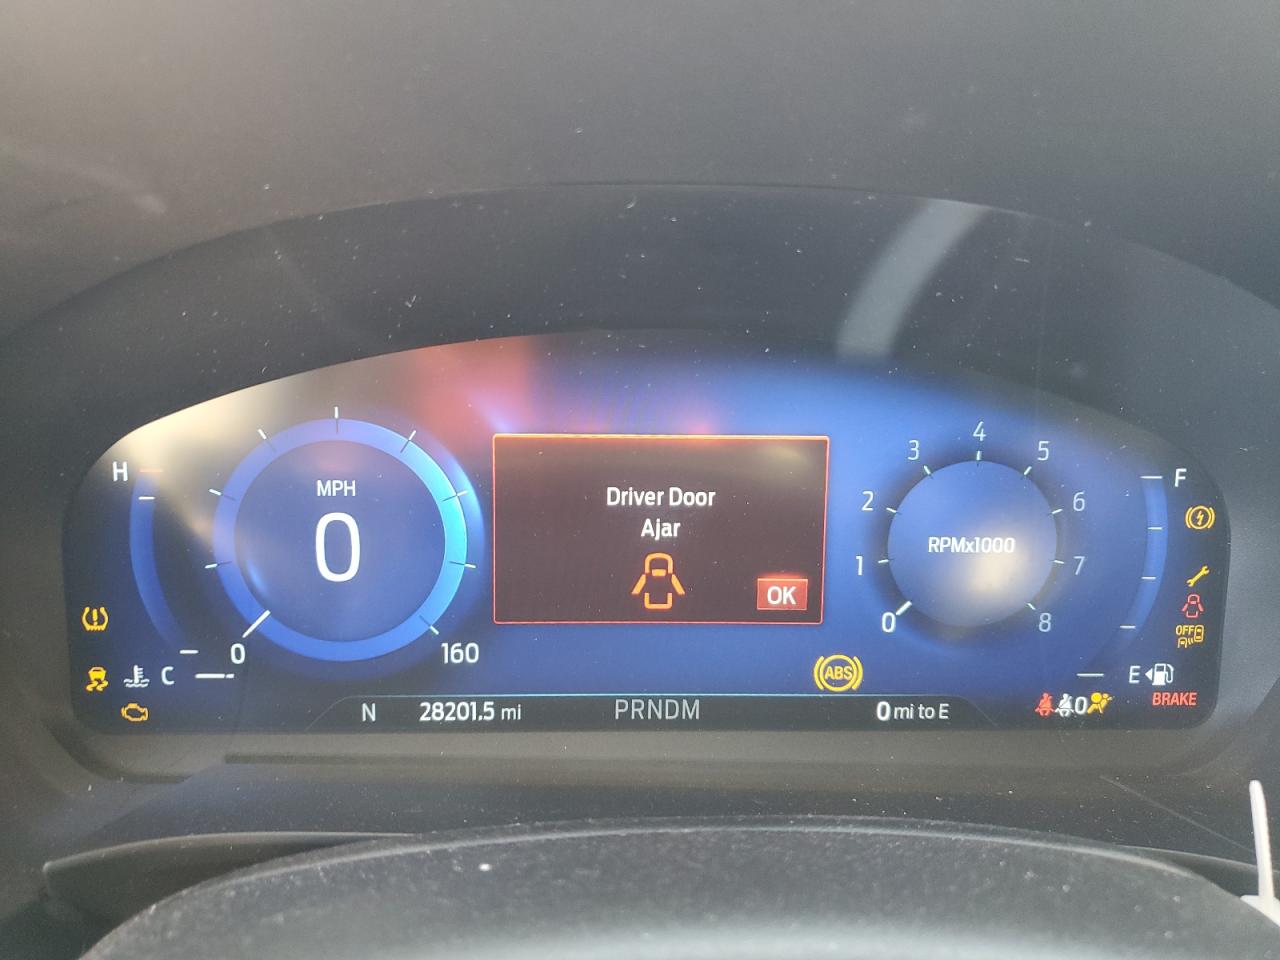 H
MPH
0
0
160
C
Driver Door
Ajar
OK
ABS
0
1
2
3
4
5
6
7
8
RPMx1000
F
OFF
E
BRAKE
N
28201.5 mi
PRNDM
0 mi to E
0